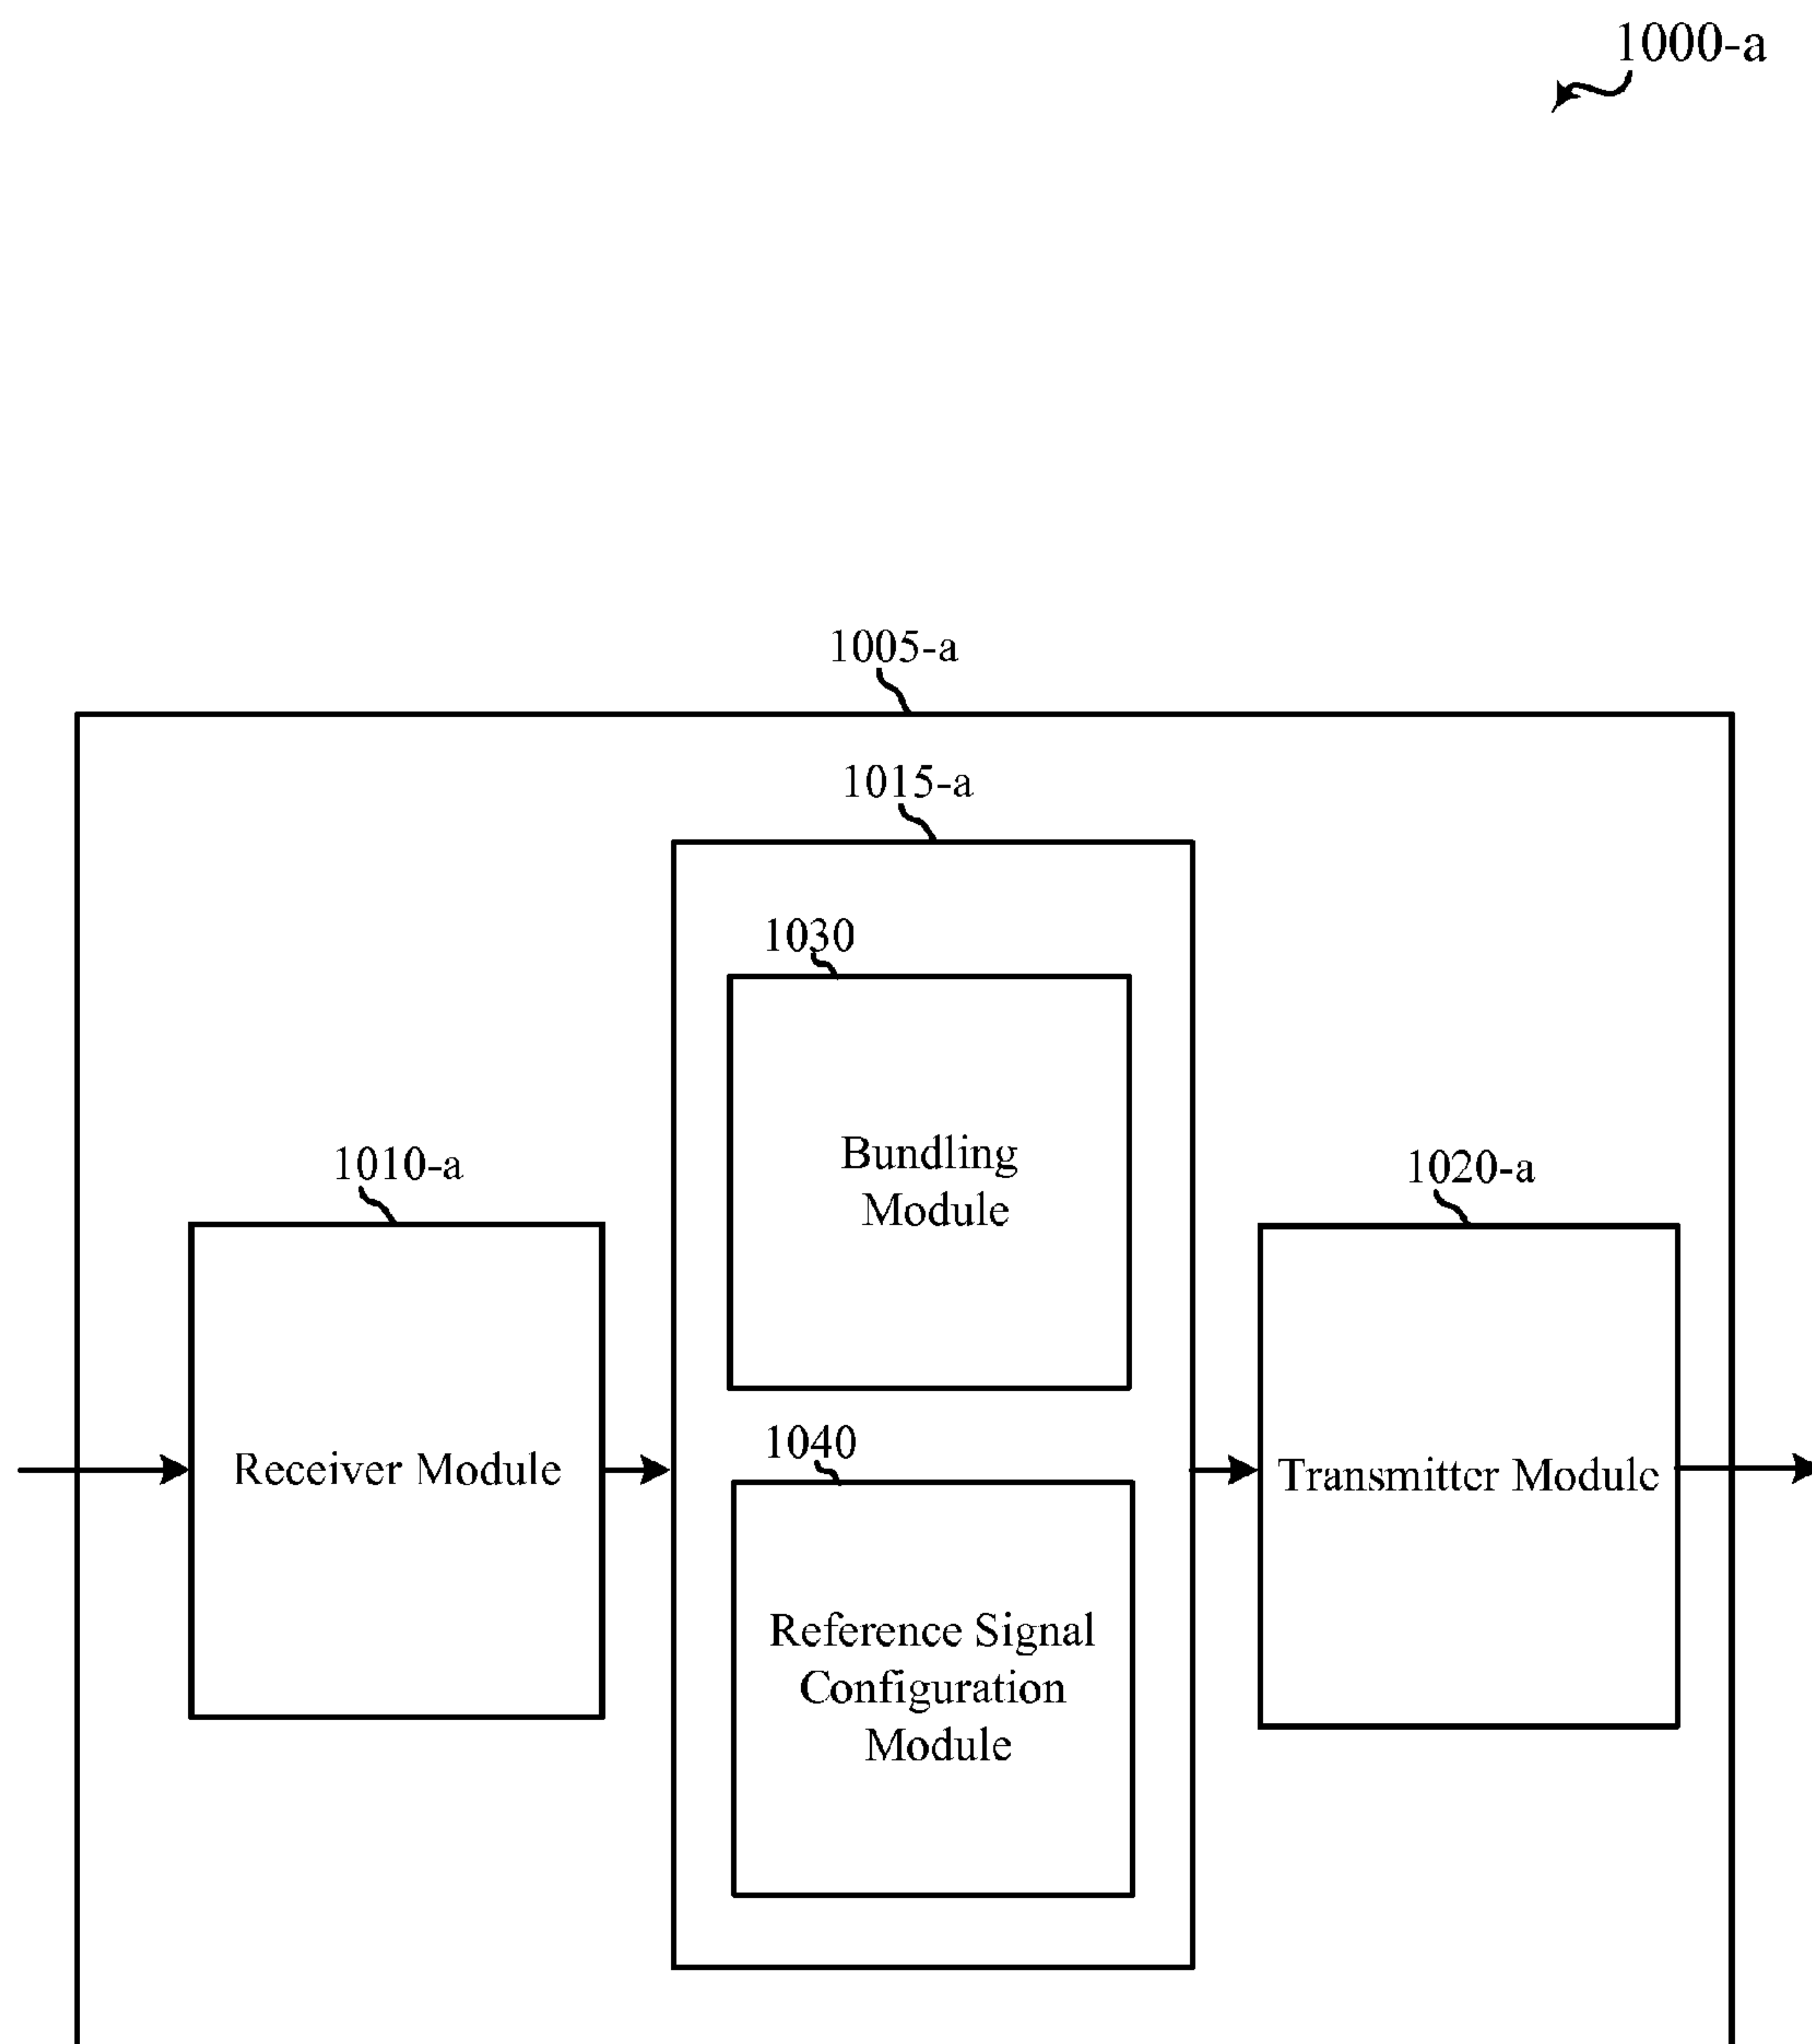 1000-a
1005-a
1015-a
1030
Bundling
Module
1010-a
1020-a
Receiver Module
1040
Transmitter Module
Reference Signal
Configuration
Module